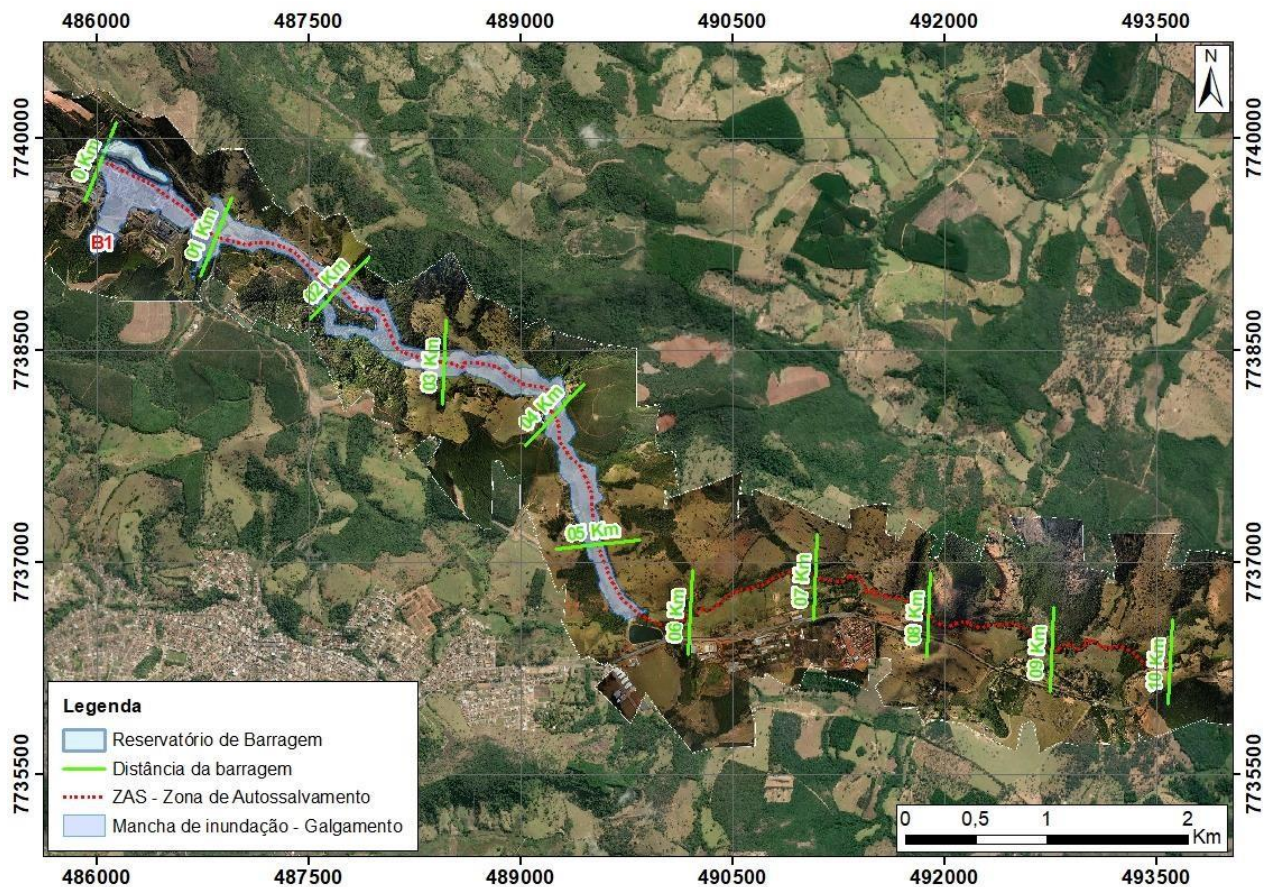 486000 487500 489000 490500 492000 493500
N
7740000 7740000
0 Km
01 Km
B1
02 Km
7738500 7738500
03 Km
04 Km
05 Km
7737000 7737000
06 Km
07 Km
08 Km
09 Km
10 Km
Legenda
Reservatório de Barragem
Distância da barragem
ZAS - Zona de Autossalvamento
Mancha de inundação - Galgamento
7735500 7735500
0 0,5 1 2
Km
486000 487500 489000 490500 492000 493500